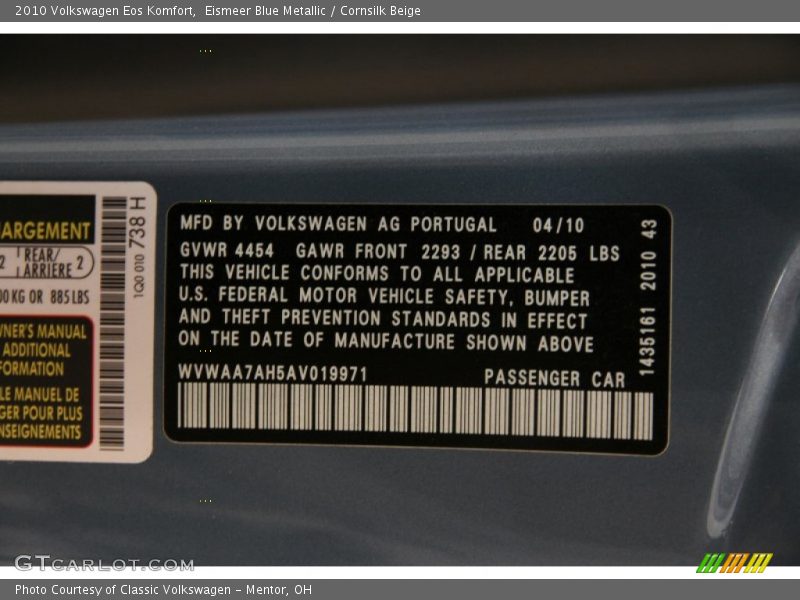 2010 Volkswagen Eos Komfort,  Eismeer Blue Metallic / Cornsilk Beige
ARGEMENT
2 REAR/ ARRIÈRE 2
00 KG OR 885 LBS
WNER'S MANUAL
ADDITIONAL
FORMATION
LE MANUEL DE
GER POUR PLUS
NSEIGNEMENTS
1Q0 010 738 H
MFD BY VOLKSWAGEN AG PORTUGAL 04/10
GVWR 4454 GAWR FRONT 2293 / REAR 2205 LBS
THIS VEHICLE CONFORMS TO ALL APPLICABLE
U.S. FEDERAL MOTOR VEHICLE SAFETY, BUMPER
AND THEFT PREVENTION STANDARDS IN EFFECT
ON THE DATE OF MANUFACTURE SHOWN ABOVE
WVWAA7AH5AV019971 PASSENGER CAR
1435161 2010 43
GTCARLOT.COM
Photo Courtesy of Classic Volkswagen - Mentor, OH